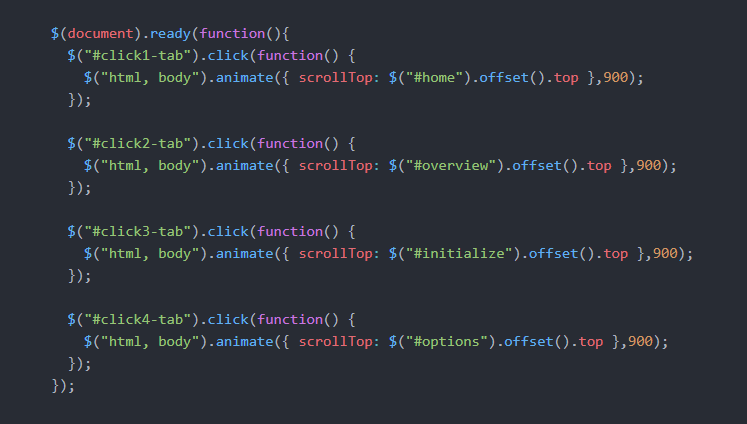 $(document).ready(function(){
$("#click1-tab").click(function() {
$("html, body").animate({ scrollTop: $("#home").offset().top },900);
});
$("#click2-tab").click(function() {
$("html, body").animate({ scrollTop: $("#overview").offset().top },900);
});
$("#click3-tab").click(function() {
$("html, body").animate({ scrollTop: $("#initialize").offset().top },900);
});
$("#click4-tab").click(function() {
$("html, body").animate({ scrollTop: $("#options").offset().top },900);
});
});